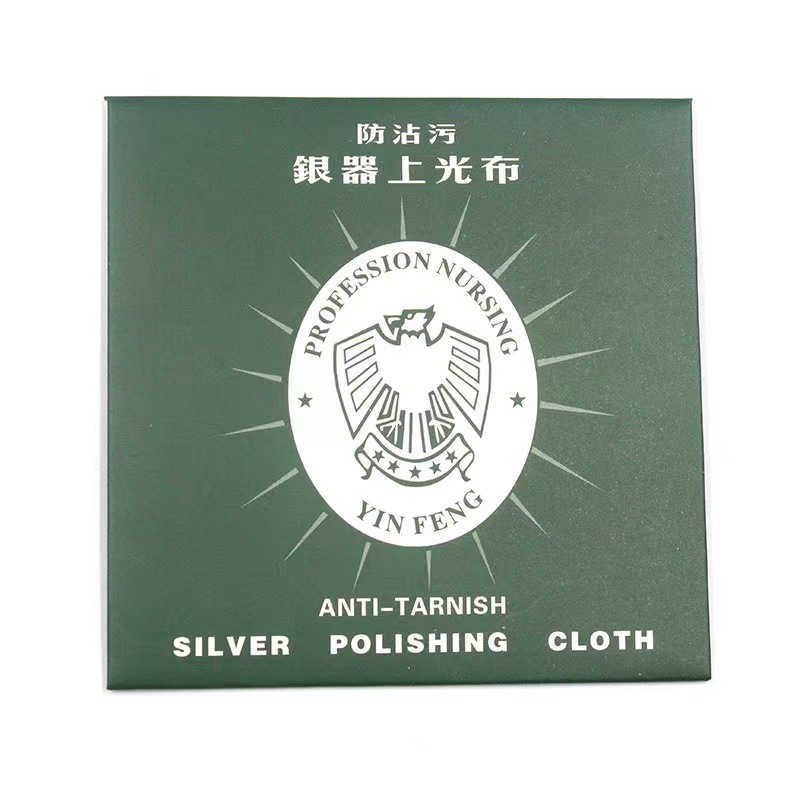 防沾污
銀器上光布
PROFESSION NURSING
YIN FENG
ANTI-TARNISH
SILVER POLISHING CLOTH